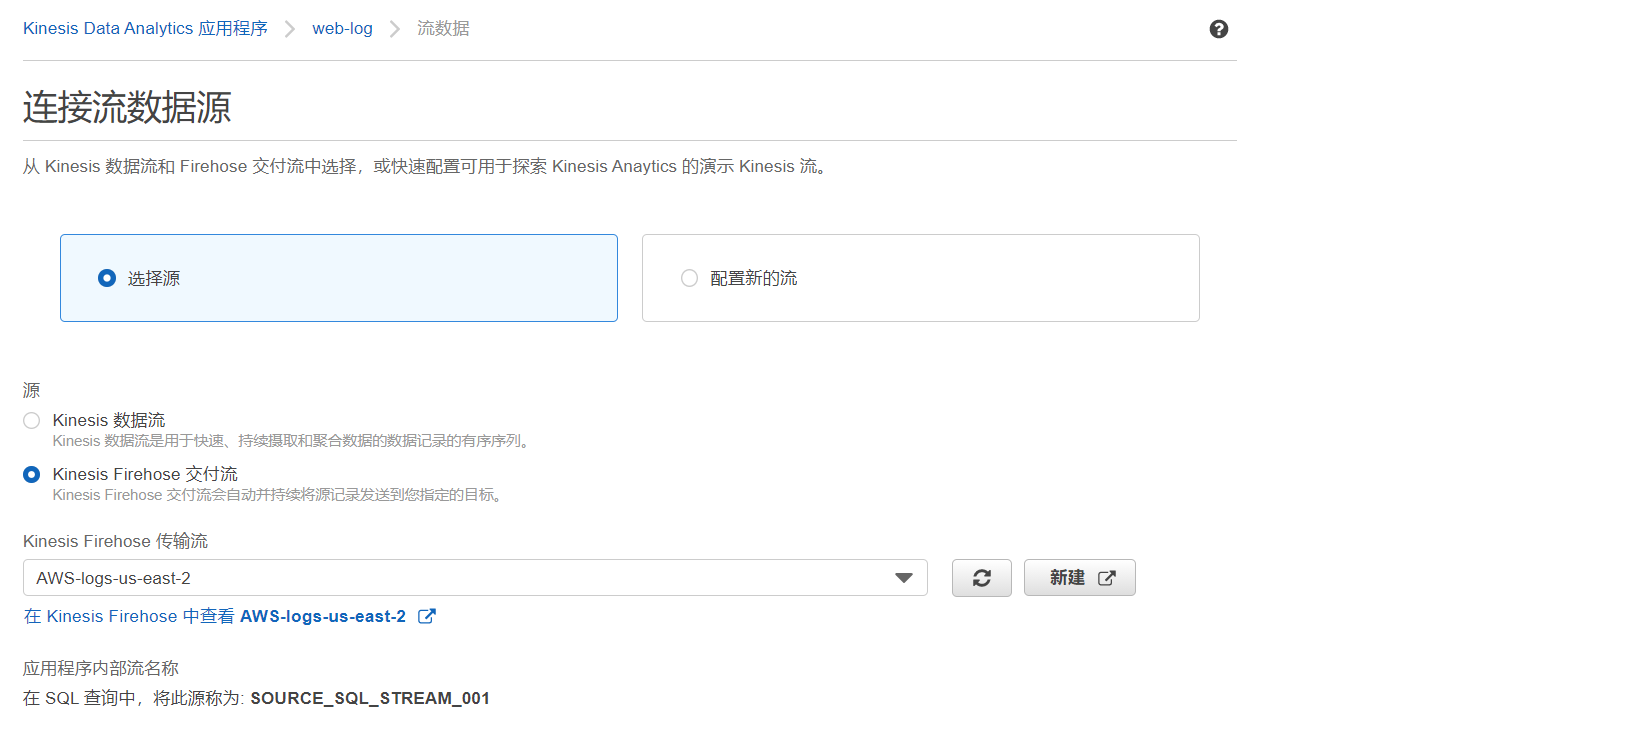 Kinesis Data Analytics 应用程序 web-log 流数据
连接流数据源
从 Kinesis 数据流和 Firehose 交付流中选择，或快速配置可用于探索 Kinesis Anaytics 的演示 Kinesis 流。
选择源 配置新的流
源
Kinesis 数据流
Kinesis 数据流是用于快速、持续摄取和聚合数据的数据记录的有序序列。
Kinesis Firehose 交付流
Kinesis Firehose 交付流会自动并持续将源记录发送到您指定的目标。
Kinesis Firehose 传输流
AWS-logs-us-east-2 新建
在 Kinesis Firehose 中查看 AWS-logs-us-east-2
应用程序内部流名称
在 SQL 查询中，将此源称为: SOURCE_SQL_STREAM_001